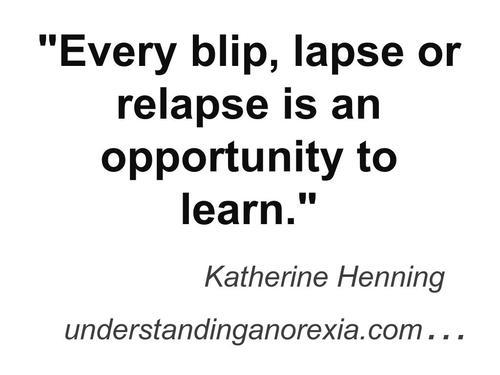 "Every blip, lapse or
relapse is an
opportunity to
learn."
Katherine Henning
understandinganorexia.com...